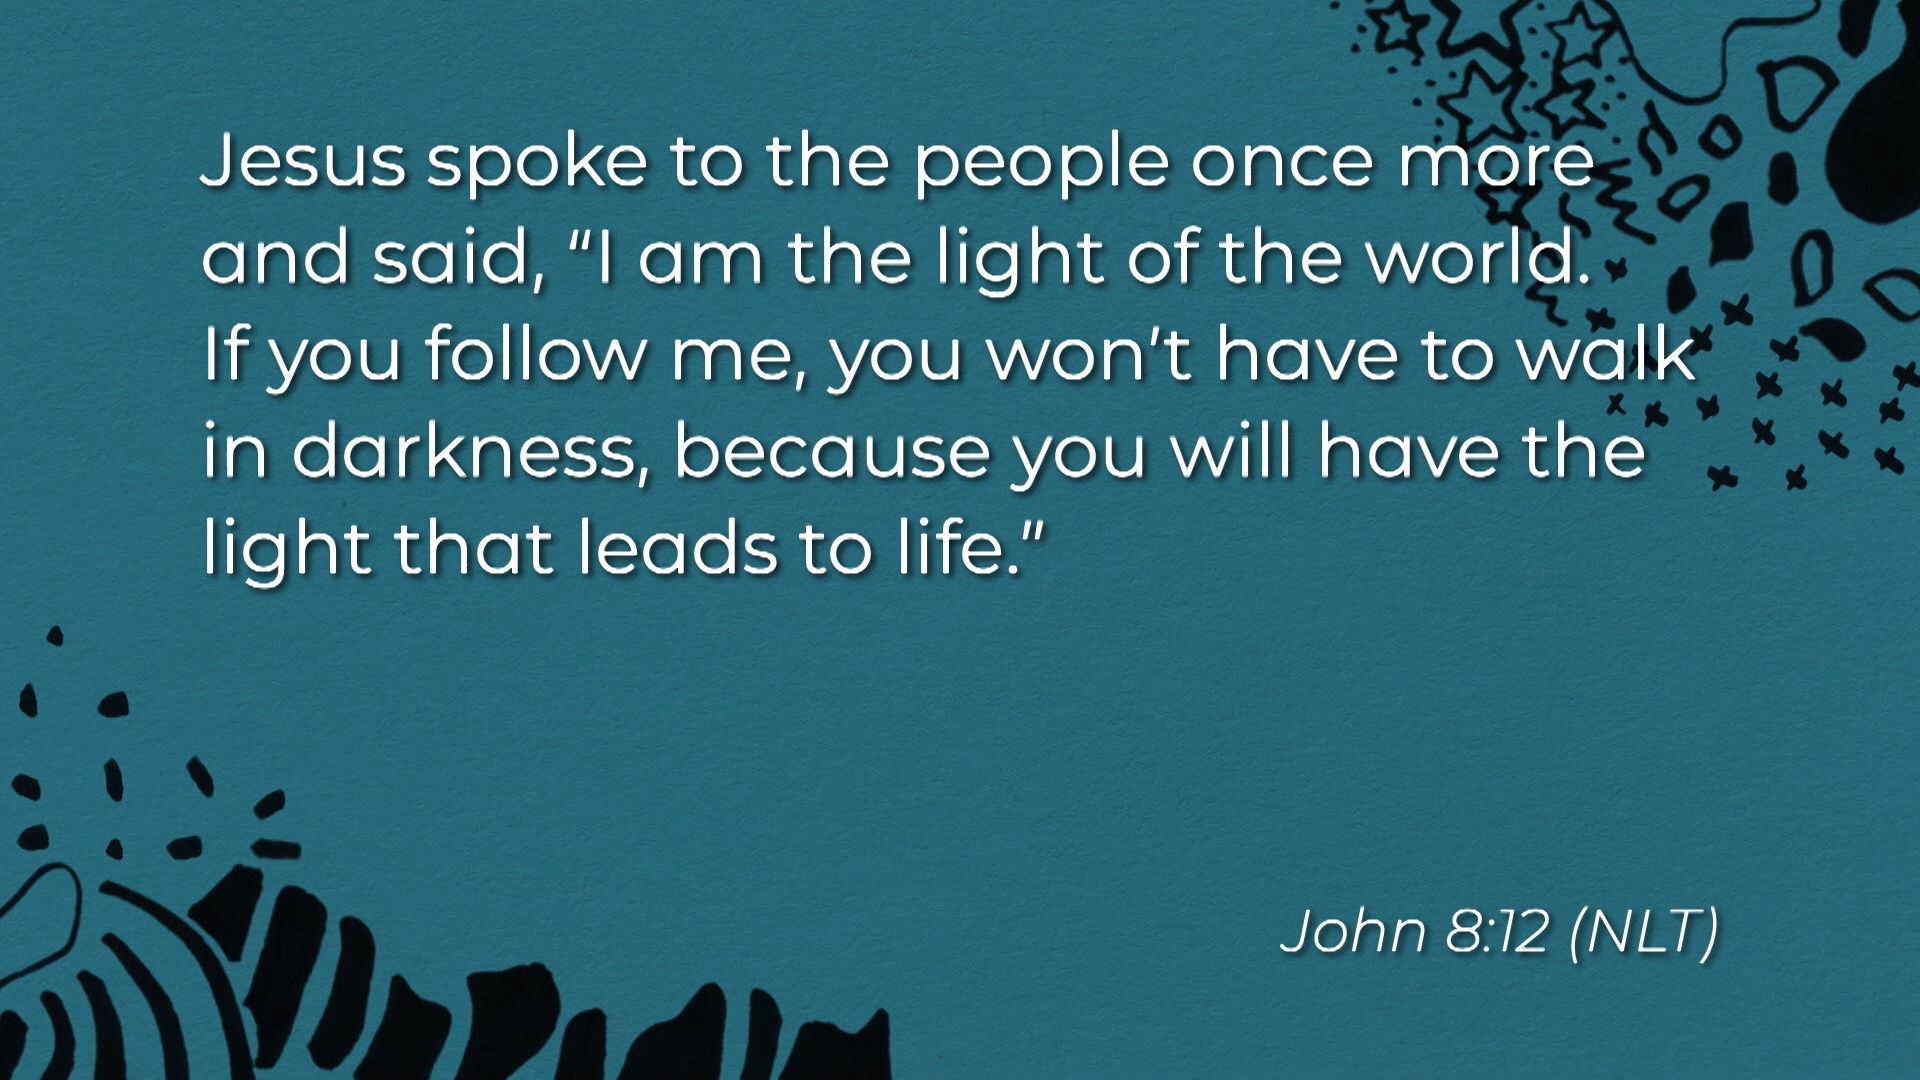 Jesus spoke to the people once more
and said, “I am the light of the world.
If you follow me, you won’t have to walk
in darkness, because you will have the
light that leads to life.”
John 8:12 (NLT)